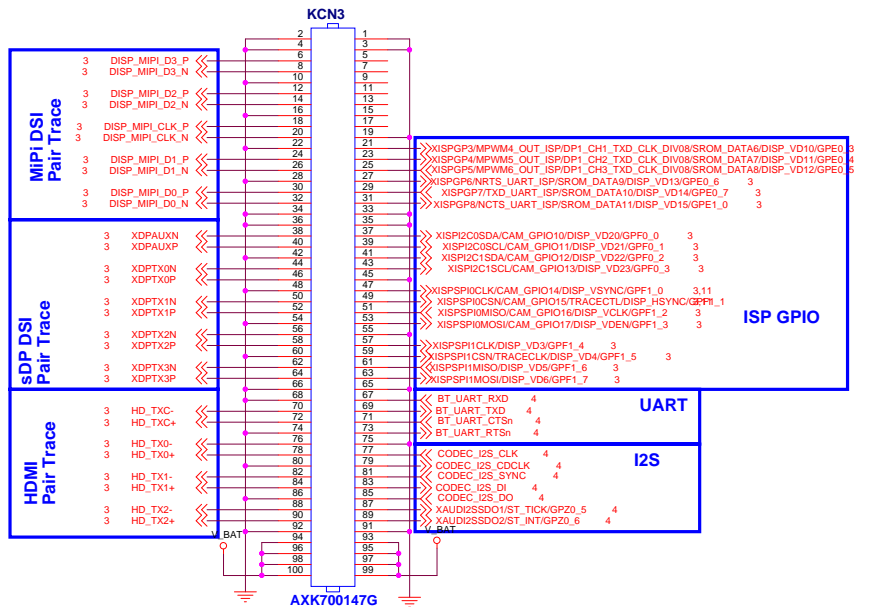 KCN3
2 1
4 3
3 DISP_MIPI_D3_P 6 5
3 DISP_MIPI_D3_N 8 7
10 9
3 DISP_MIPI_D2_P 12 11
3 DISP_MIPI_D2_N 14 13
16 15
3 DISP_MIPI_CLK_P 18 17
3 DISP_MIPI_CLK_N 20 19
22 21 XISPGP3/MPWM4_OUT_ISP/DP1_CH1_TXD_CLK_DIV08/SROM_DATA6/DISP_VD10/GPE0_3
3 DISP_MIPI_D1_P 24 23 XISPGP4/MPWM5_OUT_ISP/DP1_CH2_TXD_CLK_DIV08/SROM_DATA7/DISP_VD11/GPE0_4
3 DISP_MIPI_D1_N 26 25 XISPGP5/MPWM6_OUT_ISP/DP1_CH3_TXD_CLK_DIV08/SROM_DATA8/DISP_VD12/GPE0_5
28 27 XISPGP6/NRTS_UART_ISP/SROM_DATA9/DISP_VD13/GPE0_6 3
3 DISP_MIPI_D0_P 30 29 XISPGP7/TXD_UART_ISP/SROM_DATA10/DISP_VD14/GPE0_7 3
3 DISP_MIPI_D0_N 32 31 XISPGP8/NCTS_UART_ISP/SROM_DATA11/DISP_VD15/GPE1_0 3
MiPi DSI
Pair Trace
34 33
36 35
3 XDPAUXN 38 37 XISPI2C0SDA/CAM_GPIO10/DISP_VD20/GPF0_0 3
3 XDPAUXP 40 39 XISPI2C0SCL/CAM_GPIO11/DISP_VD21/GPF0_1 3
42 41 XISPI2C1SDA/CAM_GPIO12/DISP_VD22/GPF0_2 3
3 XDPTX0N 44 43 XISPI2C1SCL/CAM_GPIO13/DISP_VD23/GPF0_3 3
3 XDPTX0P 46 45
48 47 XISPSPI0CLK/CAM_GPIO14/DISP_VSYNC/GPF1_0 3,11
3 XDPTX1N 50 49 XISPSPI0CSN/CAM_GPIO15/TRACECTL/DISP_HSYNC/GPF1_1
3 XDPTX1P 52 51 XISPSPI0MISO/CAM_GPIO16/DISP_VCLK/GPF1_2 3
54 53 XISPSPI0MOSI/CAM_GPIO17/DISP_VDEN/GPF1_3 3
ISP GPIO
3 XDPTX2N 56 55
3 XDPTX2P 58 57 XISPSPI1CLK/DISP_VD3/GPF1_4 3
60 59 XISPSPI1CSN/TRACECLK/DISP_VD4/GPF1_5 3
3 XDPTX3N 62 61 XISPSPI1MISO/DISP_VD5/GPF1_6 3
3 XDPTX3P 64 63 XISPSPI1MOSI/DISP_VD6/GPF1_7 3
sDP DSI
Pair Trace
66 65
68 67 BT_UART_RXD 4
3 HD_TXC- 70 69 BT_UART_TXD 4
3 HD_TXC+ 72 71 BT_UART_CTSn 4
74 73 BT_UART_RTSn 4
UART
3 HD_TX0- 76 75
3 HD_TX0+ 78 77 CODEC_I2S_CLK 4
80 79 CODEC_I2S_CDCLK 4
3 HD_TX1- 82 81 CODEC_I2S_SYNC 4
3 HD_TX1+ 84 83 CODEC_I2S_DI 4
86 85 CODEC_I2S_DO 4
3 HD_TX2- 88 87 XAUDI2SSDO1/ST_TICK/GPZ0_5 4
3 HD_TX2+ 90 89 XAUDI2SSDO2/ST_INT/GPZ0_6 4
I2S
HDMI
Pair Trace
92 91
V_BAT 94 93 V_BAT
96 95
98 97
100 99
AXK700147G